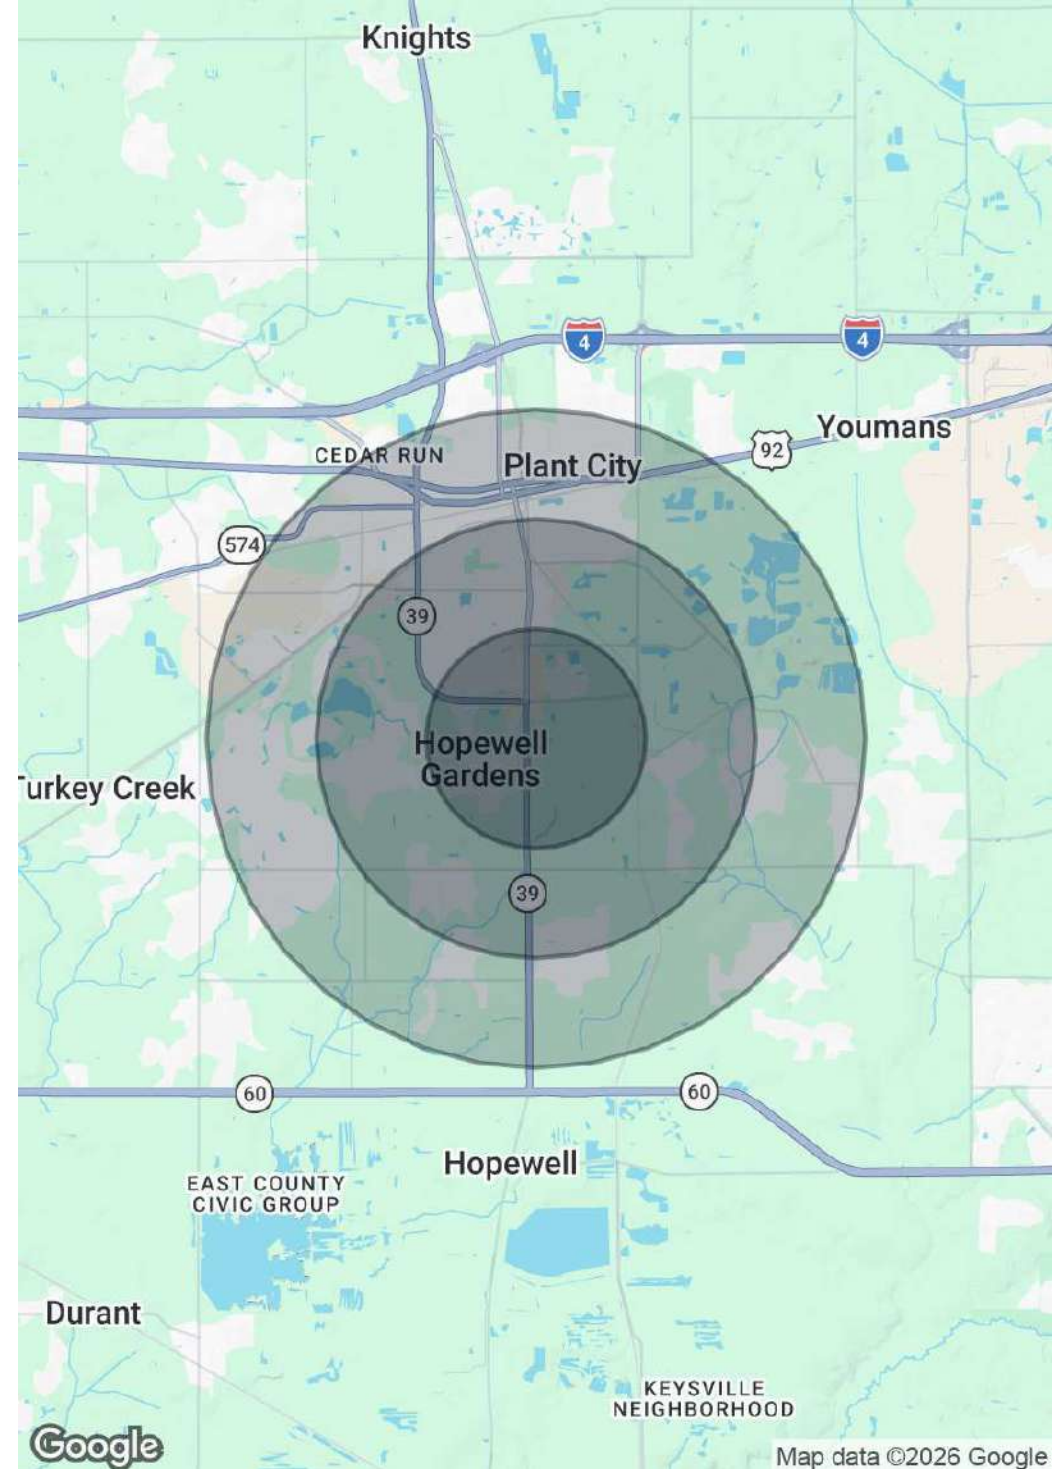 Knights
4
4
Youmans
CEDAR RUN
92
Plant City
574
39
Hopewell
Gardens
Turkey Creek
39
60
60
Hopewell
EAST COUNTY
CIVIC GROUP
Durant
KEYSVILLE
NEIGHBORHOOD
Google
Map data ©2026 Google